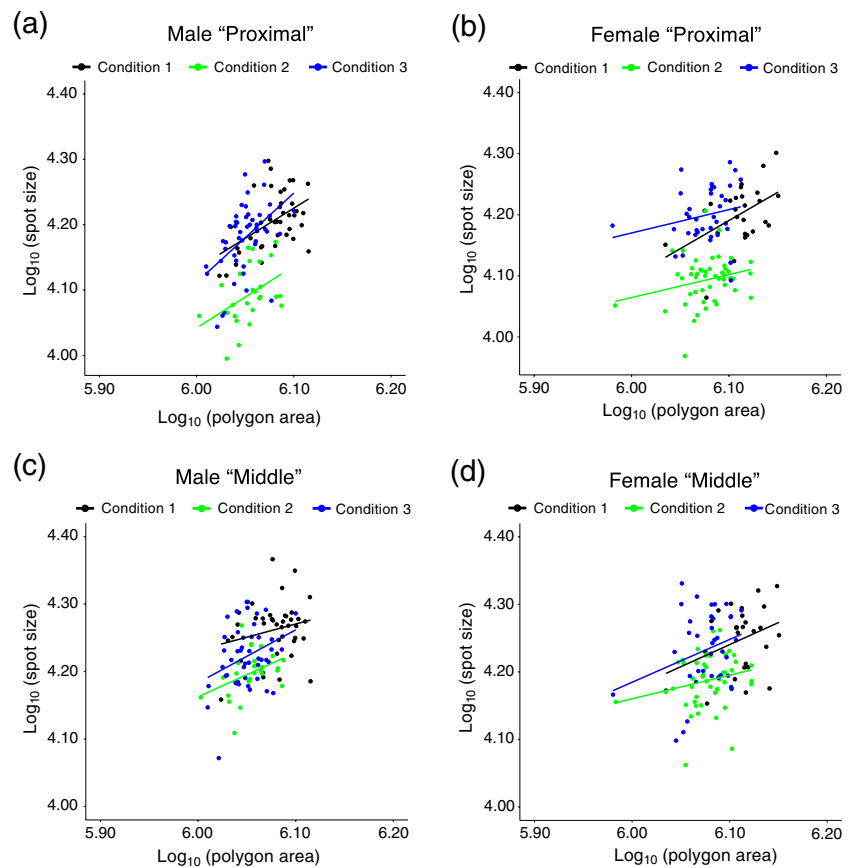 (a)
Male “Proximal”
Condition 1 Condition 2 Condition 3
4.40
4.30
4.20
4.10
4.00
Log10 (spot size)
5.90 6.00 6.10 6.20
Log10 (polygon area)
(b)
Female “Proximal”
Condition 1 Condition 2 Condition 3
4.40
4.30
4.20
4.10
4.00
Log10 (spot size)
5.90 6.00 6.10 6.20
Log10 (polygon area)
(c)
Male “Middle”
Condition 1 Condition 2 Condition 3
4.40
4.30
4.20
4.10
4.00
Log10 (spot size)
5.90 6.00 6.10 6.20
Log10 (polygon area)
(d)
Female “Middle”
Condition 1 Condition 2 Condition 3
4.40
4.30
4.20
4.10
4.00
Log10 (spot size)
5.90 6.00 6.10 6.20
Log10 (polygon area)